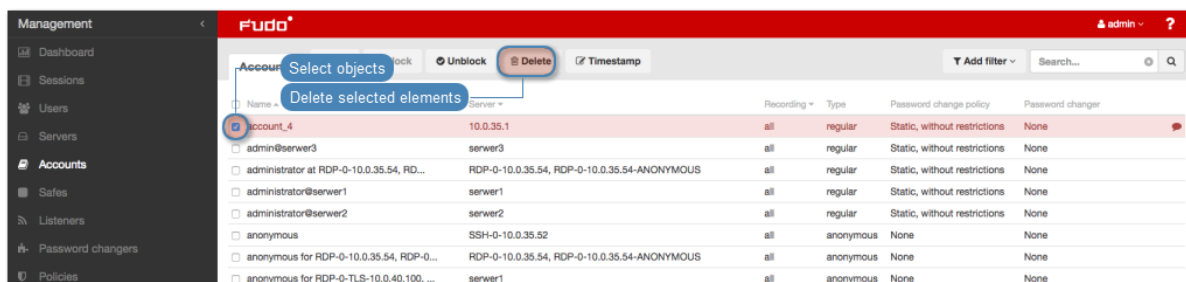 Management
Fudo
admin
?
Dashboard
Sessions
Users
Servers
Accounts
Safes
Listeners
Password changers
Policies
Select objects
Unblock
Delete
Timestamp
Add filter
Search...
Delete selected elements
Name Server Recording Type Password change policy Password changer
account_4 10.0.35.1 all regular Static, without restrictions None
admin@serwer3 serwer3 all regular Static, without restrictions None
administrator at RDP-0-10.0.35.54, RD... RDP-0-10.0.35.54, RDP-0-10.0.35.54-ANONYMOUS all regular Static, without restrictions None
administrator@serwer1 serwer1 all regular Static, without restrictions None
administrator@serwer2 serwer2 all regular Static, without restrictions None
anonymous SSH-0-10.0.35.52 all anonymous None None
anonymous for RDP-0-10.0.35.54, RDP-0... RDP-0-10.0.35.54, RDP-0-10.0.35.54-ANONYMOUS all anonymous None None
anonymous for RDP-0-TLS-10.0.40.100, ... serwer1 all anonymous None None